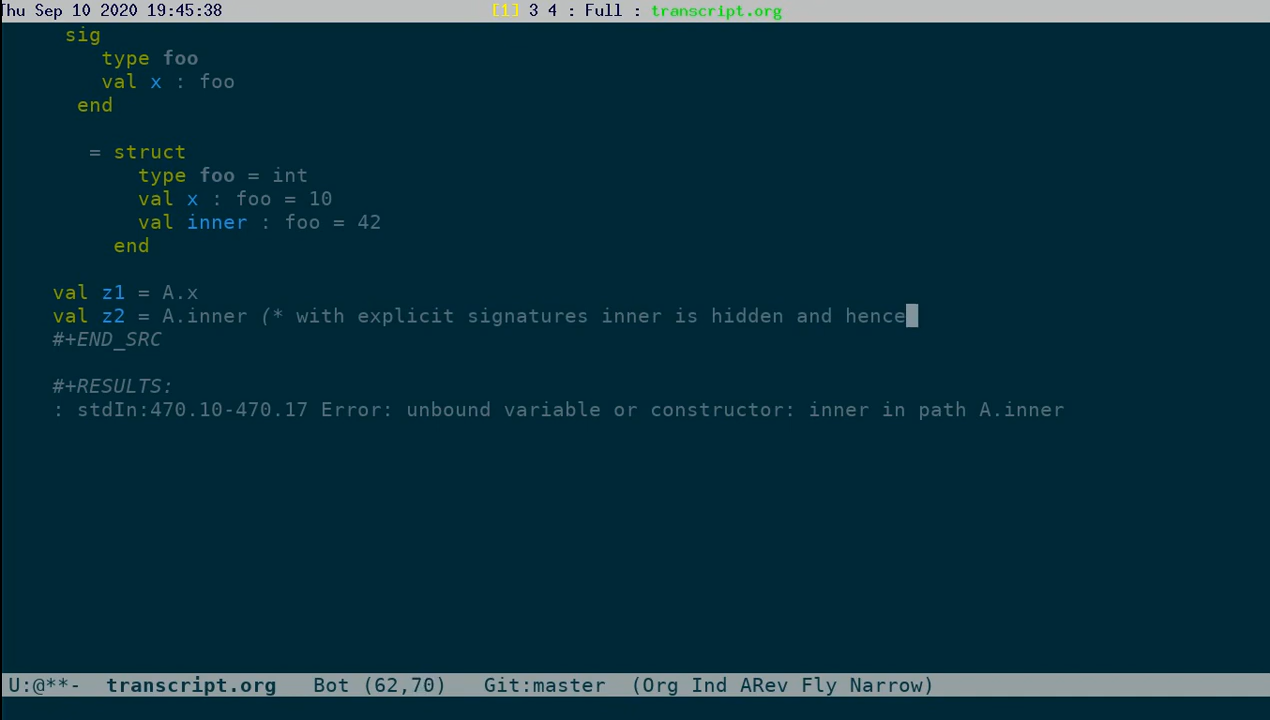 Thu Sep 10 2020 19:45:38 [1] 3 4 : Full : transcript.org
sig
type foo
val x : foo
end
= struct
type foo = int
val x : foo = 10
val inner : foo = 42
end
val z1 = A.x
val z2 = A.inner (* with explicit signatures inner is hidden and hence
#+END_SRC
#+RESULTS:
: stdIn:470.10-470.17 Error: unbound variable or constructor: inner in path A.inner
U:@**- transcript.org Bot (62,70) Git:master (Org Ind ARev Fly Narrow)